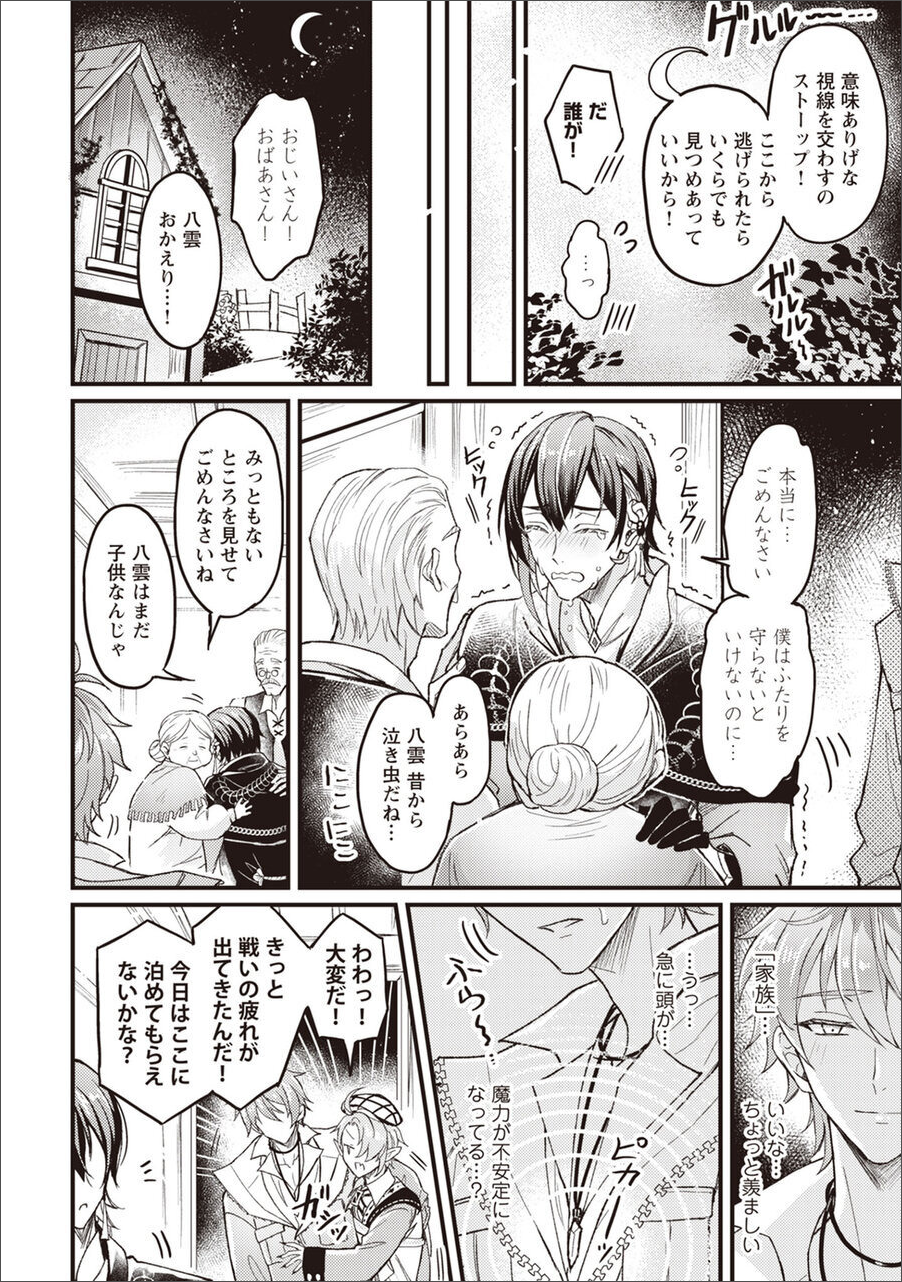 グルルルー……
意味ありげな
視線を交わすの
ストーップ！
ここから
逃げられたら
いくらでも
見つめあって
いいから！
だ
誰が！
…っ
ガルル…
おじいさん！
おばあさん！
八雲
おかえり…！
本当に…
ごめんなさい
僕はふたりを
守らないと
いけないのに…
ヒック
ヒック
あらあら
八雲 昔から
泣き虫だね…
にこにこ
みっともない
ところを見せて
ごめんなさいね
八雲はまだ
子供なんじゃ
「家族」…
いいな…
ちょっと羨ましい
…うっ…
急に頭が…
ふら…
魔力が不安定に
なってる…？
ピカー
わわっ！
大変だ！
きっと
戦いの疲れが
出てきたんだ！
今日はここに
泊めてもらえ
ないかな？
ガシッ